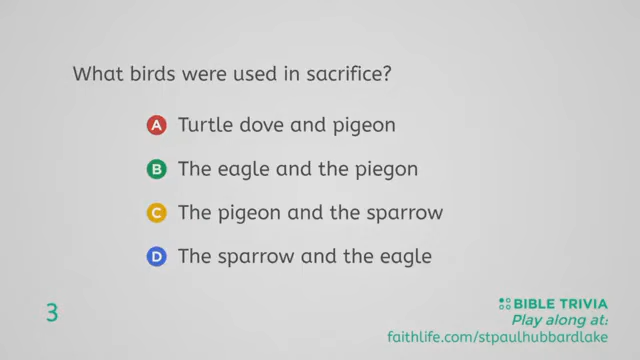 What birds were used in sacrifice?
A Turtle dove and pigeon
B The eagle and the piegon
C The pigeon and the sparrow
D The sparrow and the eagle
3
BIBLE TRIVIA
Play along at:
faithlife.com/stpaulhubbardlake